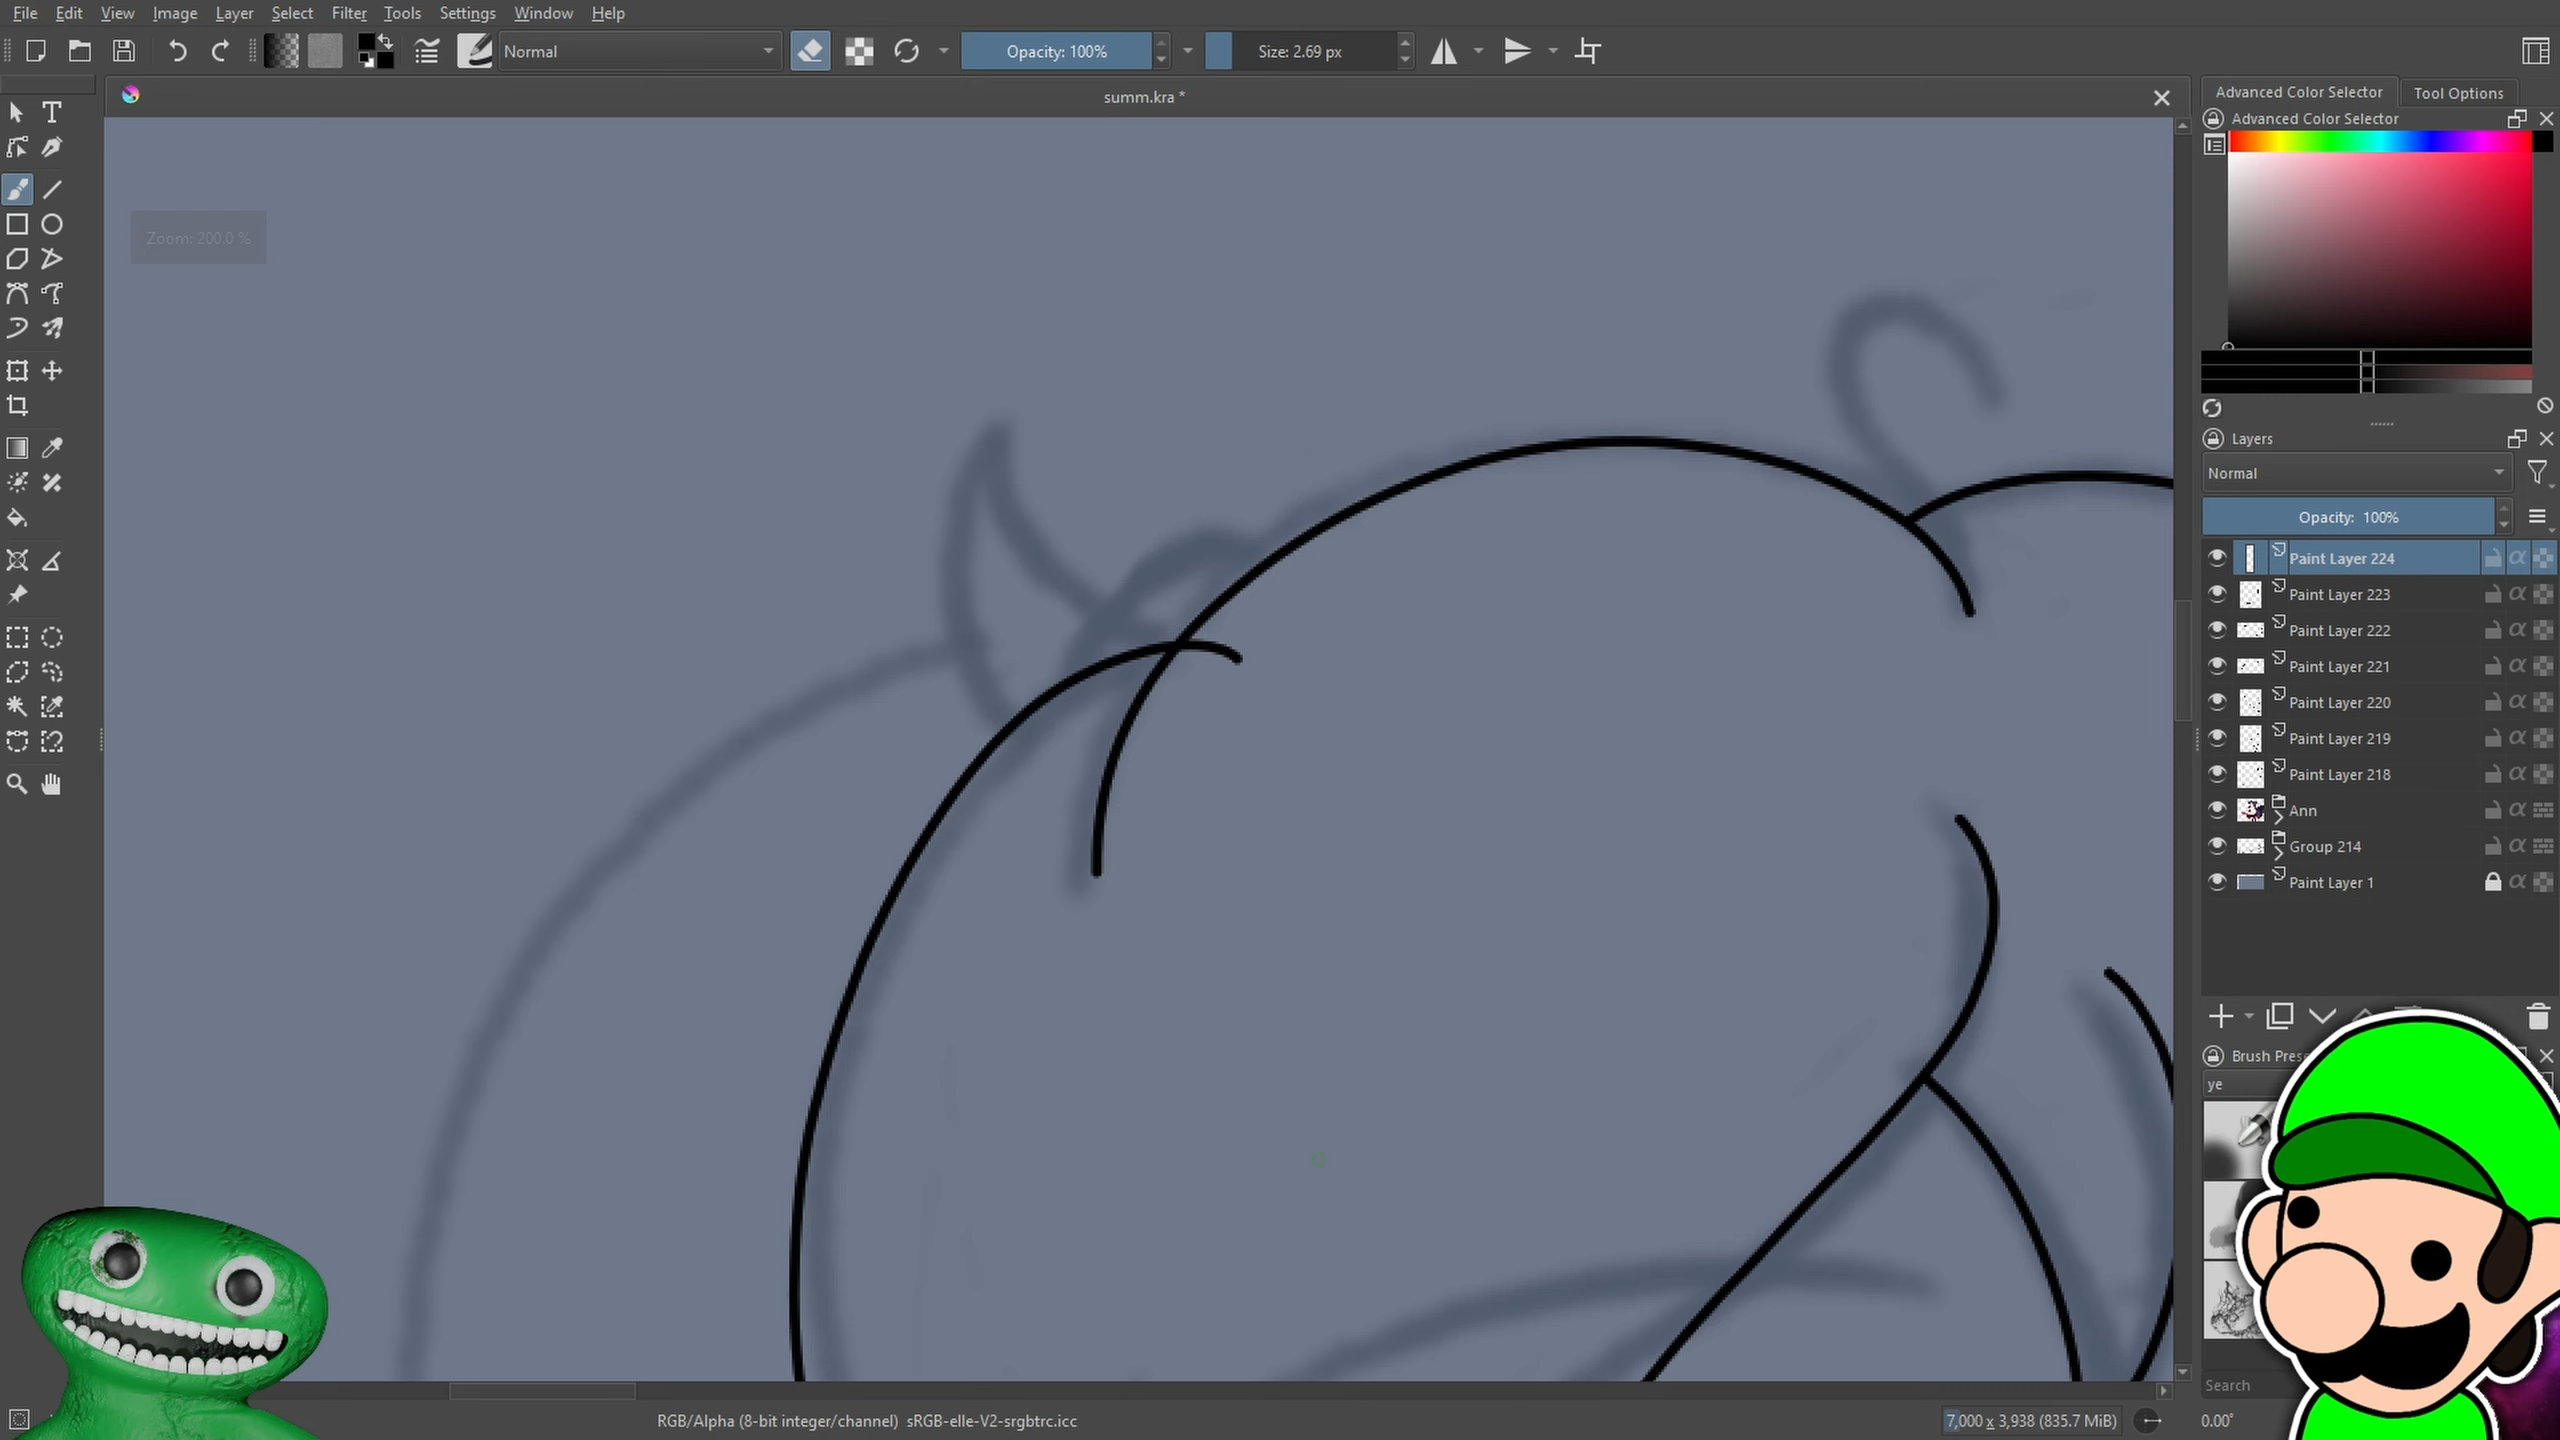 File Edit View Image Layer Select Filter Tools Settings Window Help
Normal
Opacity: 100%
Size: 2.69 px
summ.kra *
Zoom: 200.0 %
Advanced Color Selector
Tool Options
Advanced Color Selector
Layers
Normal
Opacity: 100%
Paint Layer 224
Paint Layer 223
Paint Layer 222
Paint Layer 221
Paint Layer 220
Paint Layer 219
Paint Layer 218
Ann
Group 214
Paint Layer 1
Brush Pres
ye
Search
RGB/Alpha (8-bit integer/channel) sRGB-elle-V2-srgbtrc.icc
7,000 x 3,938 (835.7 MiB)
0.00°